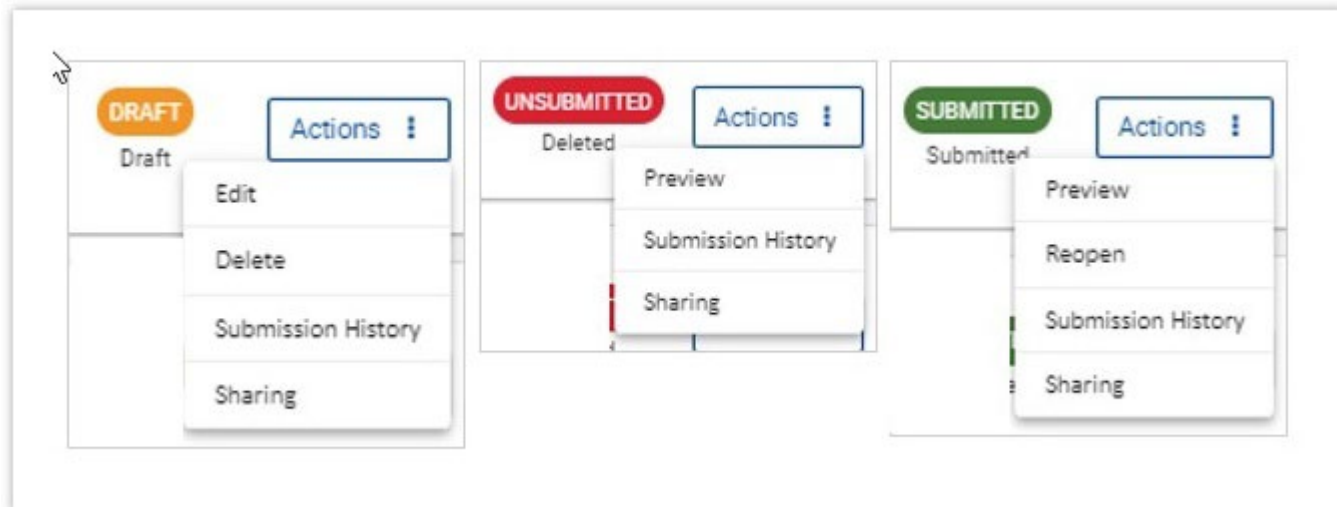 DRAFT
Draft
Actions
Edit
Delete
Submission History
Sharing
UNSUBMITTED
Deleted
Actions
Preview
Submission History
Sharing
SUBMITTED
Submitted
Actions
Preview
Reopen
Submission History
Sharing